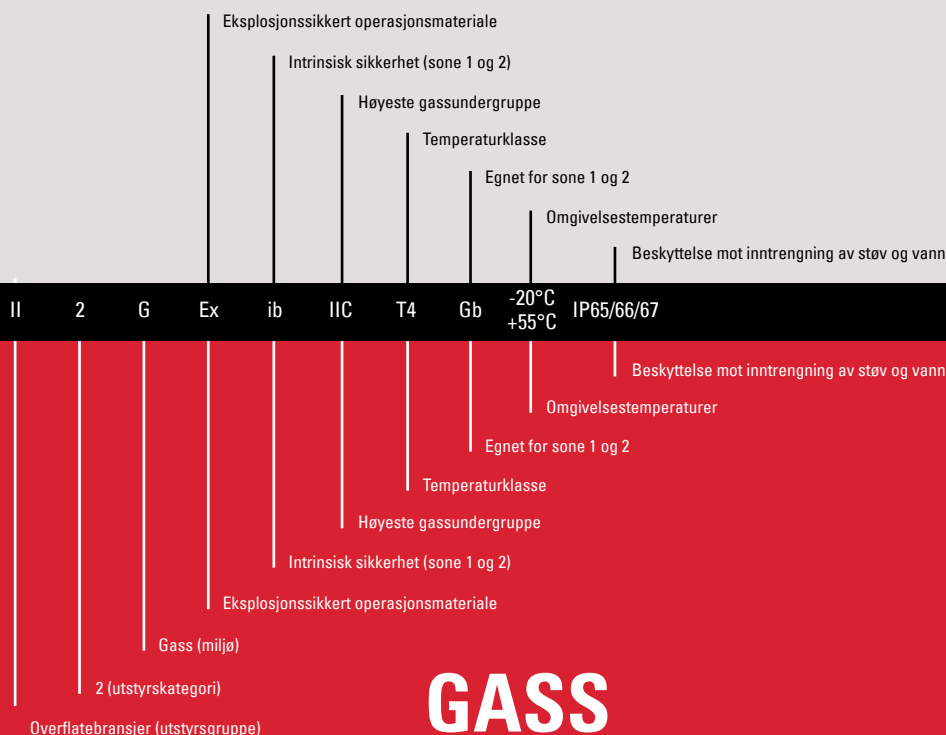 Eksplosjonssikkert operasjonsmateriale
Intrinsisk sikkerhet (sone 1 og 2)
Høyeste gassundergruppe
Temperaturklasse
Egnet for sone 1 og 2
Omgivelsestemperaturer
Beskyttelse mot inntrengning av støv og vann
II 2 G Ex ib IIC T4 Gb -20°C +55°C IP65/66/67
Beskyttelse mot inntrengning av støv og vann
Omgivelsestemperaturer
Egnet for sone 1 og 2
Temperaturklasse
Høyeste gassundergruppe
Intrinsisk sikkerhet (sone 1 og 2)
Eksplosjonssikkert operasjonsmateriale
Gass (miljø)
2 (utstyrskategori)
Overflatebransjer (utstyrsgruppe)
GASS